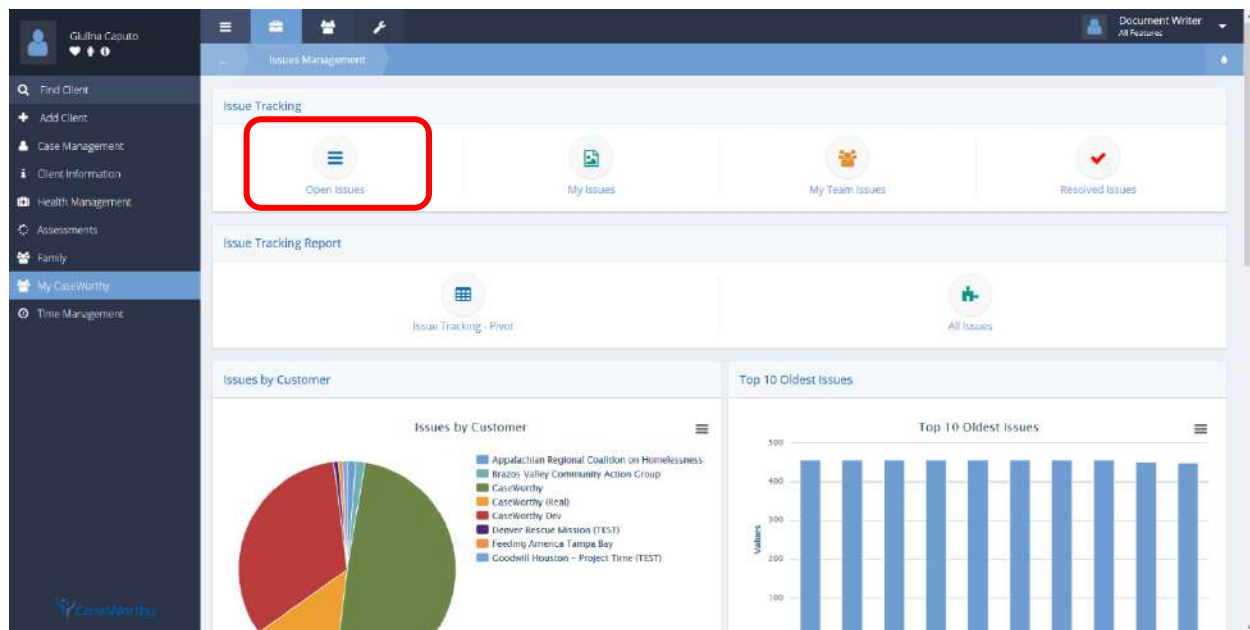 Giulina Caputo
Document Writer
All Features
...
Issues Management
Find Client
Add Client
Case Management
Client Information
Health Management
Assessments
Family
My CaseWorthy
Time Management
CaseWorthy
Issue Tracking
Open Issues
My Issues
My Team Issues
Resolved Issues
Issue Tracking Report
Issue Tracking - Pivot
All Issues
Issues by Customer
Issues by Customer
Appalachian Regional Coalition on Homelessness
Brazos Valley Community Action Group
CaseWorthy
CaseWorthy (Real)
CaseWorthy Dev
Denver Rescue Mission (TEST)
Feeding America Tampa Bay
Goodwill Houston – Project Time (TEST)
Top 10 Oldest Issues
Top 10 Oldest Issues
Values
500
400
300
200
100